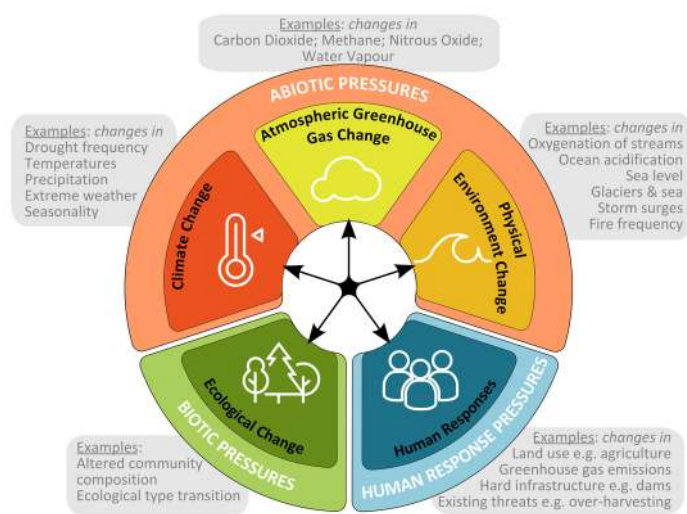 Examples: changes in
Carbon Dioxide; Methane; Nitrous Oxide;
Water Vapour
ABIOTIC PRESSURES
Atmospheric Greenhouse
Gas Change
Examples: changes in
Drought frequency
Temperatures
Precipitation
Extreme weather
Seasonality
Climate Change
Examples: changes in
Oxygenation of streams
Ocean acidification
Sea level
Glaciers & sea
Storm surges
Fire frequency
Physical
Environment Change
Ecological Change
BIOTIC PRESSURES
Examples:
Altered community
composition
Ecological type transition
Human Responses
HUMAN RESPONSE PRESSURES
Examples: changes in
Land use e.g. agriculture
Greenhouse gas emissions
Hard infrastructure e.g. dams
Existing threats e.g. over-harvesting